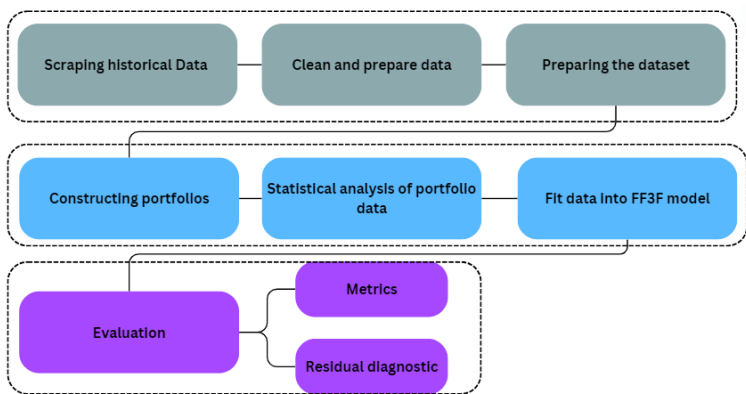 Scraping historical Data
Clean and prepare data
Preparing the dataset
Constructing portfolios
Statistical analysis of portfolio
data
Fit data into FF3F model
Evaluation
Metrics
Residual diagnostic